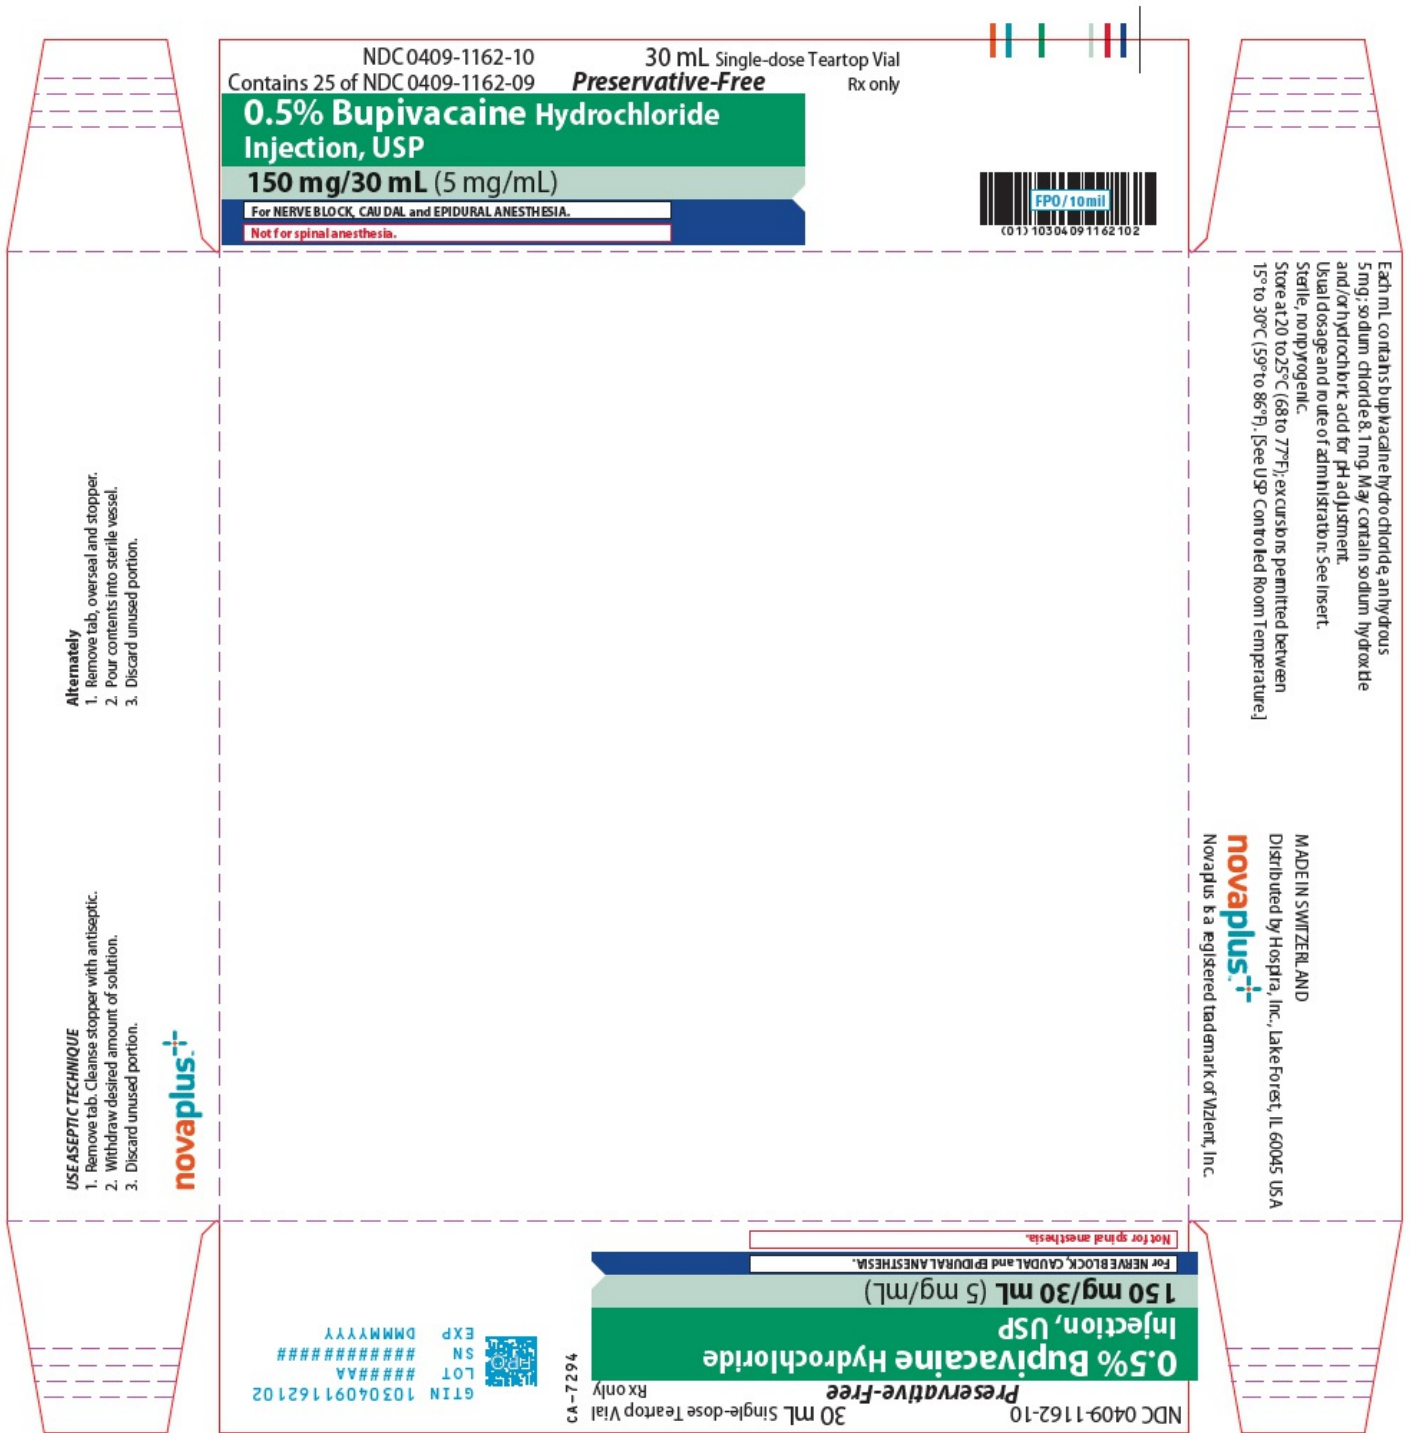 NDC 0409-1162-10
Contains 25 of NDC 0409-1162-09
30 mL Single-dose Teartop Vial
Preservative-Free
Rx only
0.5% Bupivacaine Hydrochloride
Injection, USP
150 mg/30 mL (5 mg/mL)
For NERVE BLOCK, CAUDAL and EPIDURAL ANESTHESIA.
Not for spinal anesthesia.
FPO / 10 mil
(01) 10304091162102
Each mL contains bupivacaine hydrochloride, anhydrous
5 mg; sodium chloride 8.1 mg. May contain sodium hydroxide
and/or hydrochloric acid for pH adjustment.
Usual dosage and route of administration: See insert.
Sterile, nonpyrogenic.
Store at 20 to 25°C (68 to 77°F); excursions permitted between
15° to 30°C (59° to 86°F). [See USP Controlled Room Temperature.]
MADE IN SWITZERLAND
Distributed by Hospira, Inc., Lake Forest, IL 60045 USA
novaplus
Novaplus is a registered trademark of Vizient, Inc.
USE ASEPTIC TECHNIQUE
1. Remove tab. Cleanse stopper with antiseptic.
2. Withdraw desired amount of solution.
3. Discard unused portion.
Alternately
1. Remove tab, overseal and stopper.
2. Pour contents into sterile vessel.
3. Discard unused portion.
novaplus™
NDC 0409-1162-10
30 mL Single-dose Teartop Vial
Preservative-Free
Rx only
0.5% Bupivacaine Hydrochloride
Injection, USP
150 mg/30 mL (5 mg/mL)
For NERVE BLOCK, CAUDAL and EPIDURAL ANESTHESIA.
Not for spinal anesthesia.
CA-7294
FPO
GTIN 10304091162102
LOT #####AA
SN ############
EXP DMMMYYYY